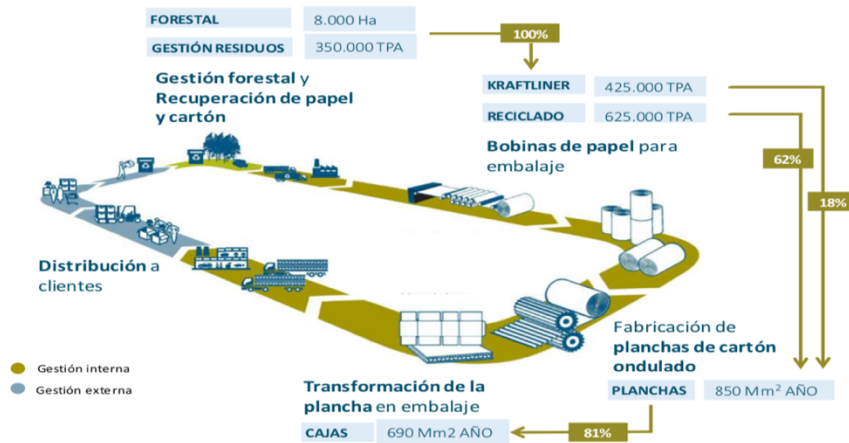 FORESTAL 8.000 Ha
GESTIÓN RESIDUOS 350.000 TPA
100%
Gestión forestal y
Recuperación de papel
y cartón
KRAFTLINER 425.000 TPA
RECICLADO 625.000 TPA
Bobinas de papel para
embalaje
62%
18%
Distribución a
clientes
Fabricación de
planchas de cartón
ondulado
PLANCHAS 850 Mm² AÑO
Gestión interna
Gestión externa
Transformación de la
plancha en embalaje
CAJAS 690 Mm2 AÑO
81%